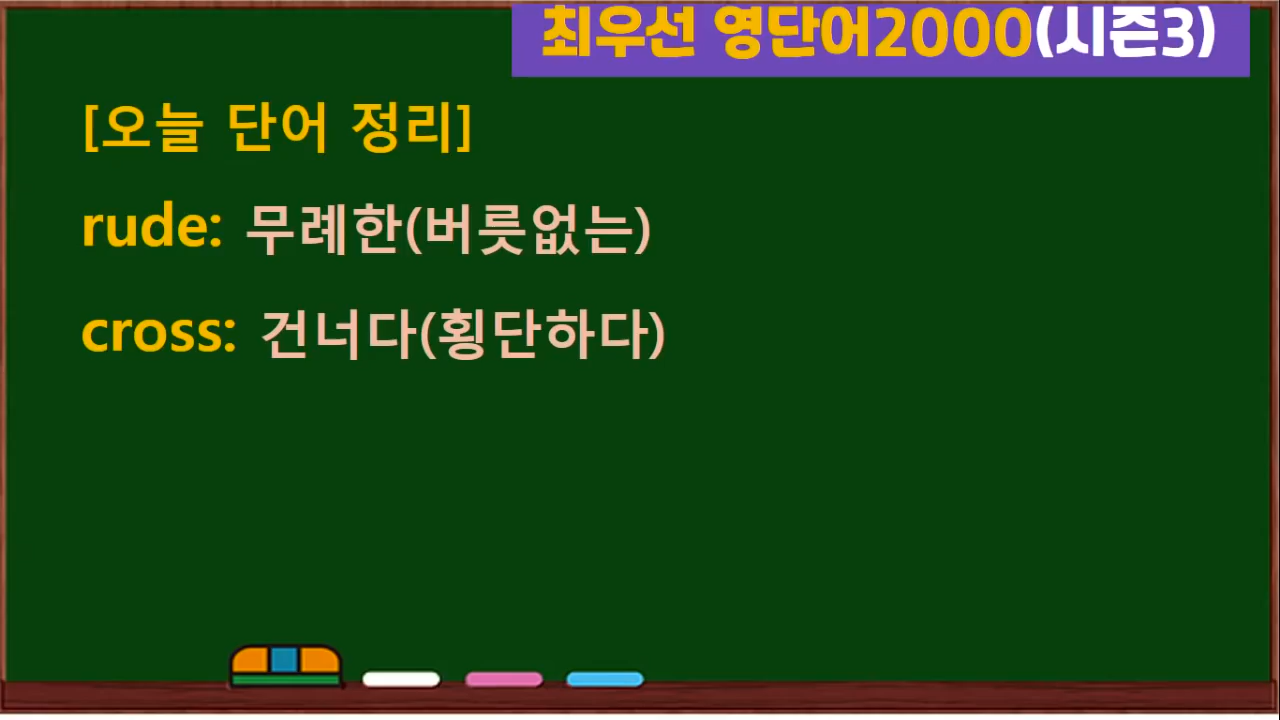 최우선 영단어2000(시즌3)
[오늘 단어 정리]
rude: 무례한(버릇없는)
cross: 건너다(횡단하다)